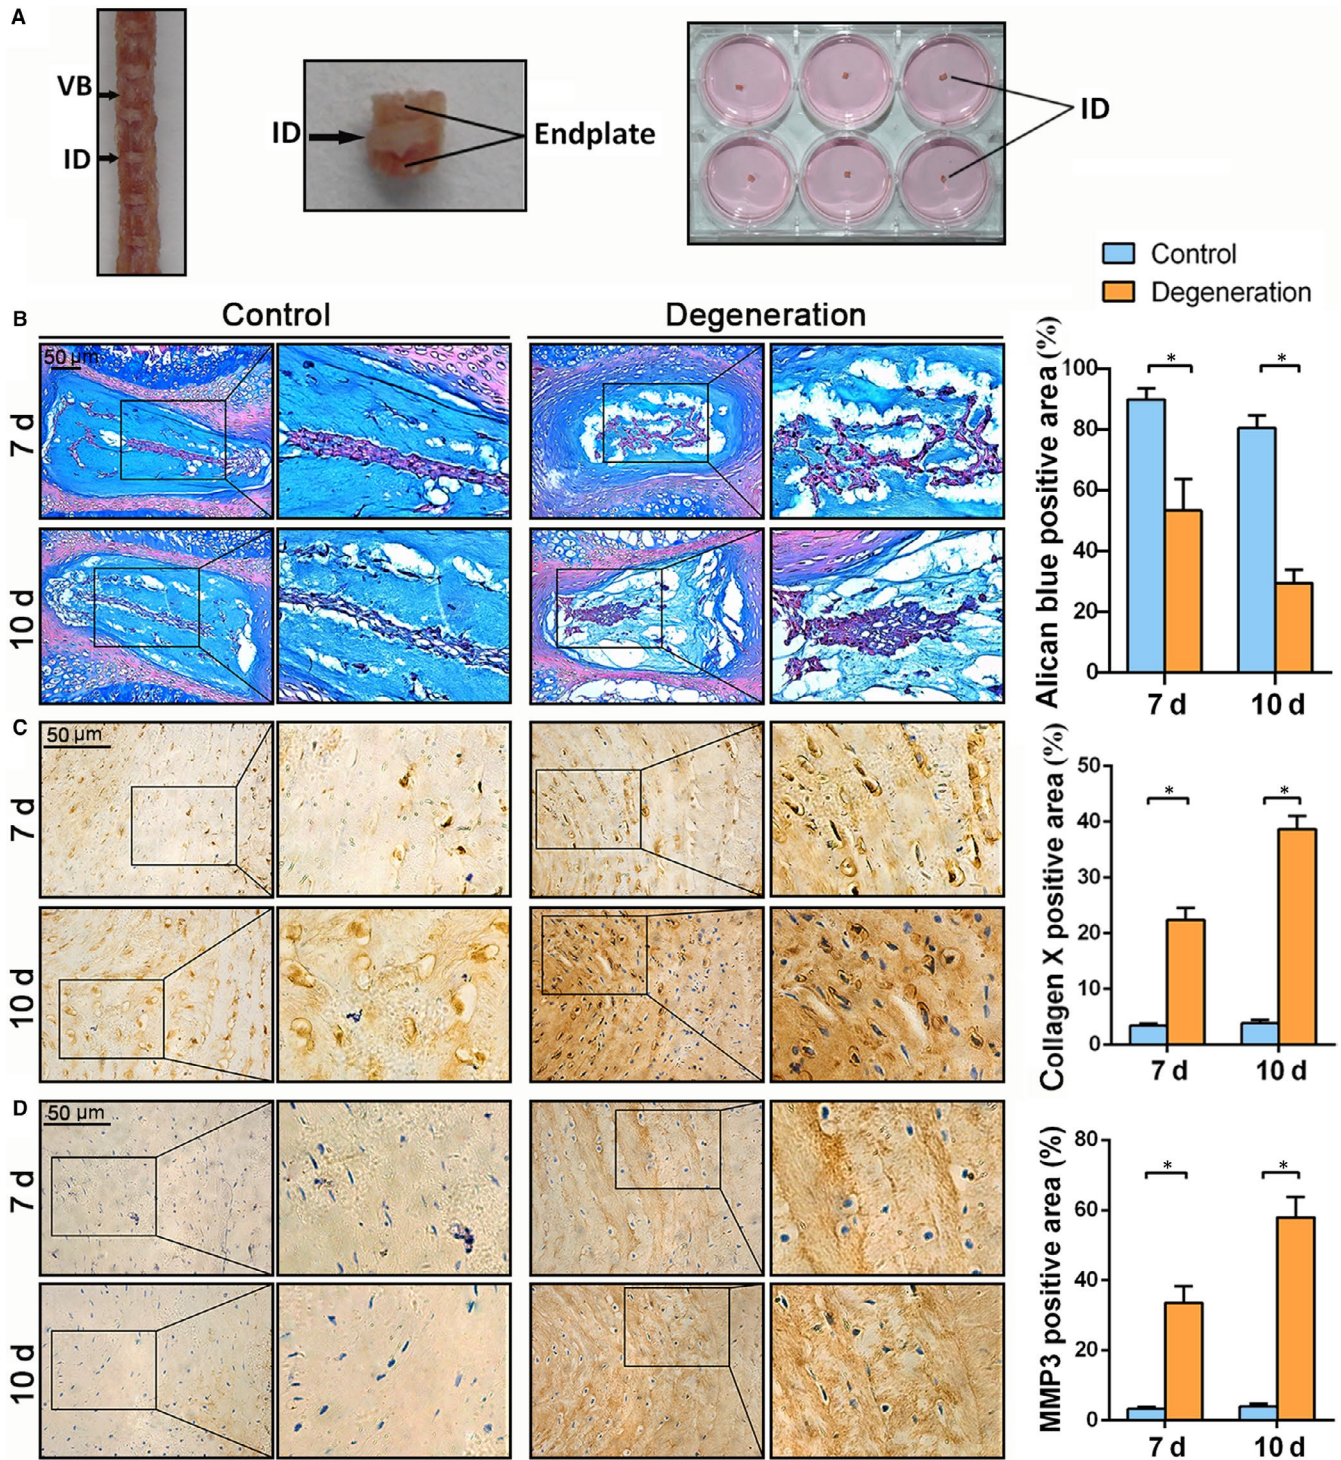 A
VB
ID
ID
Endplate
ID
Control
Degeneration
B
Control
Degeneration
50 μm
7 d
10 d
Alican blue positive area (%)
100
80
60
40
20
0
*
*
7 d
10 d
C
50 μm
7 d
10 d
Collagen X positive area (%)
50
40
30
20
10
0
*
*
7 d
10 d
D
50 μm
7 d
10 d
MMP3 positive area (%)
80
60
40
20
0
*
*
7 d
10 d